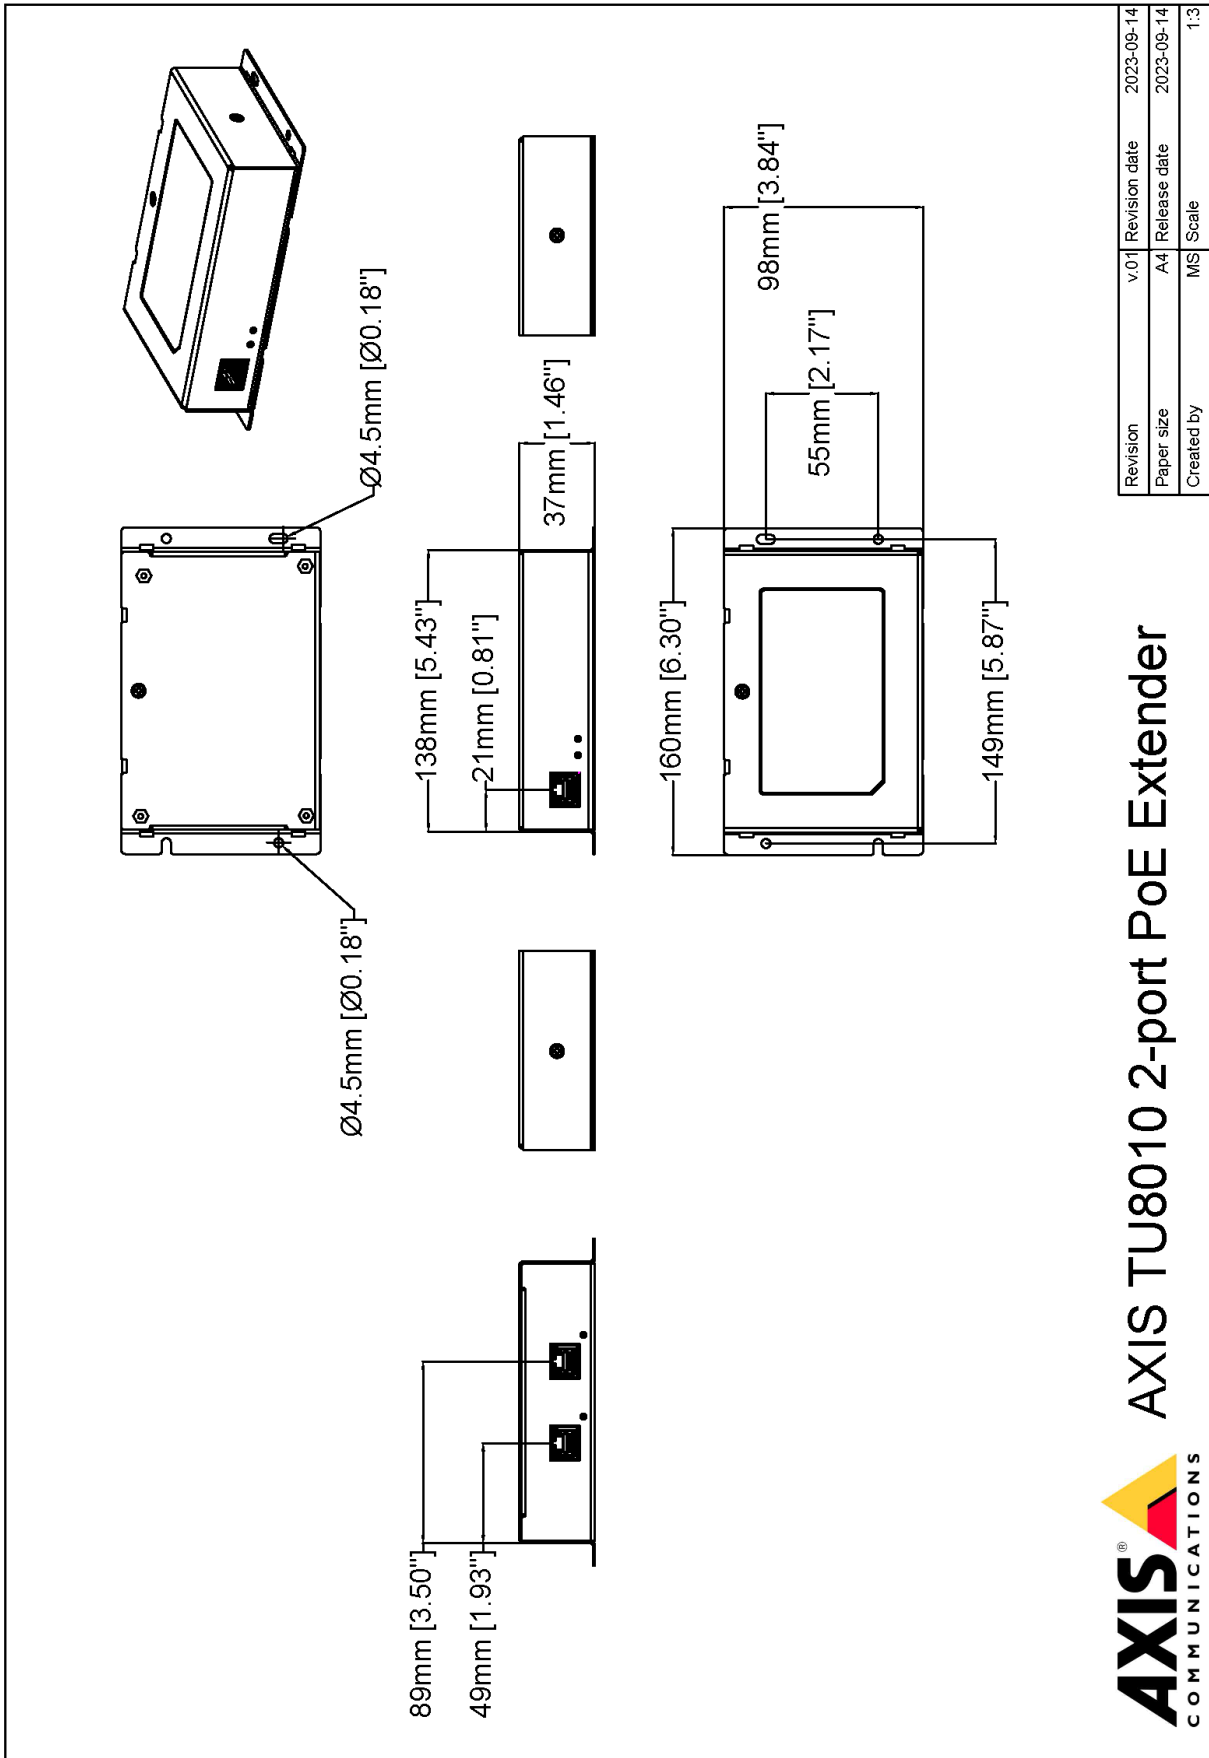 Ø4.5mm [Ø0.18"]
Ø4.5mm [Ø0.18"]
89mm [3.50"]
49mm [1.93"]
138mm [5.43"]
21mm [0.81"]
37mm [1.46"]
160mm [6.30"]
98mm [3.84"]
55mm [2.17"]
149mm [5.87"]
AXIS®
COMMUNICATIONS
AXIS TU8010 2-port PoE Extender
Revision v.01 Revision date 2023-09-14
Paper size A4 Release date 2023-09-14
Created by MS Scale 1:3